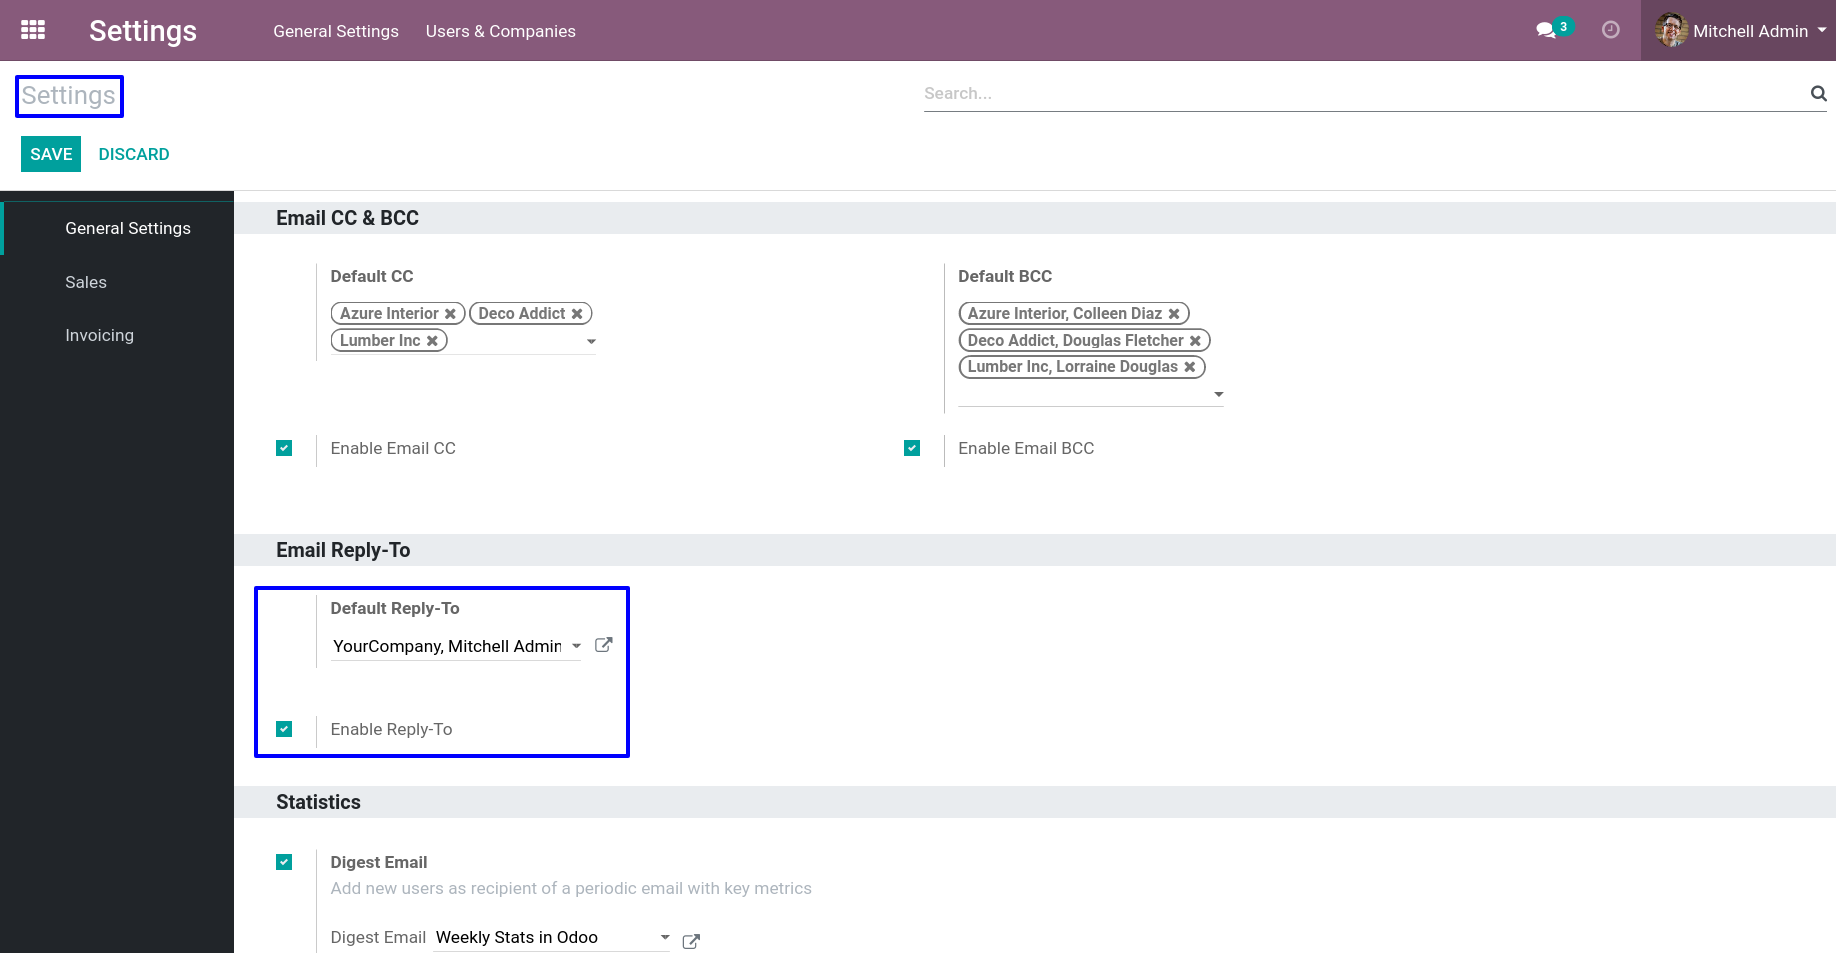 Settings
General Settings
Users & Companies
3
Mitchell Admin
Settings
Search...
SAVE
DISCARD
General Settings
Sales
Invoicing
Email CC & BCC
Default CC
Azure Interior
Deco Addict
Lumber Inc
Default BCC
Azure Interior, Colleen Diaz
Deco Addict, Douglas Fletcher
Lumber Inc, Lorraine Douglas
Enable Email CC
Enable Email BCC
Email Reply-To
Default Reply-To
YourCompany, Mitchell Admin
Enable Reply-To
Statistics
Digest Email
Add new users as recipient of a periodic email with key metrics
Digest Email Weekly Stats in Odoo